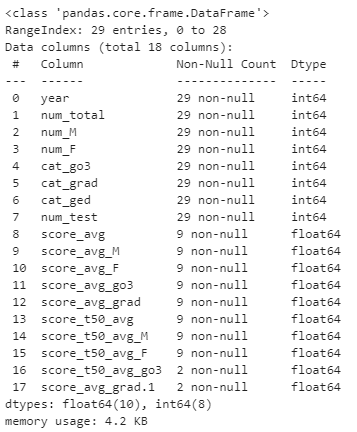 <class 'pandas.core.frame.DataFrame'>
RangeIndex: 29 entries, 0 to 28
Data columns (total 18 columns):
 #   Column             Non-Null Count  Dtype
---  ------             --------------  -----
 0   year               29 non-null     int64
 1   num_total          29 non-null     int64
 2   num_M              29 non-null     int64
 3   num_F              29 non-null     int64
 4   cat_go3            29 non-null     int64
 5   cat_grad           29 non-null     int64
 6   cat_ged            29 non-null     int64
 7   num_test           29 non-null     int64
 8   score_avg          9 non-null      float64
 9   score_avg_M        9 non-null      float64
 10  score_avg_F        9 non-null      float64
 11  score_avg_go3      9 non-null      float64
 12  score_avg_grad     9 non-null      float64
 13  score_t50_avg      9 non-null      float64
 14  score_t50_avg_M    9 non-null      float64
 15  score_t50_avg_F    9 non-null      float64
 16  score_t50_avg_go3  2 non-null      float64
 17  score_avg_grad.1   2 non-null      float64
dtypes: float64(10), int64(8)
memory usage: 4.2 KB